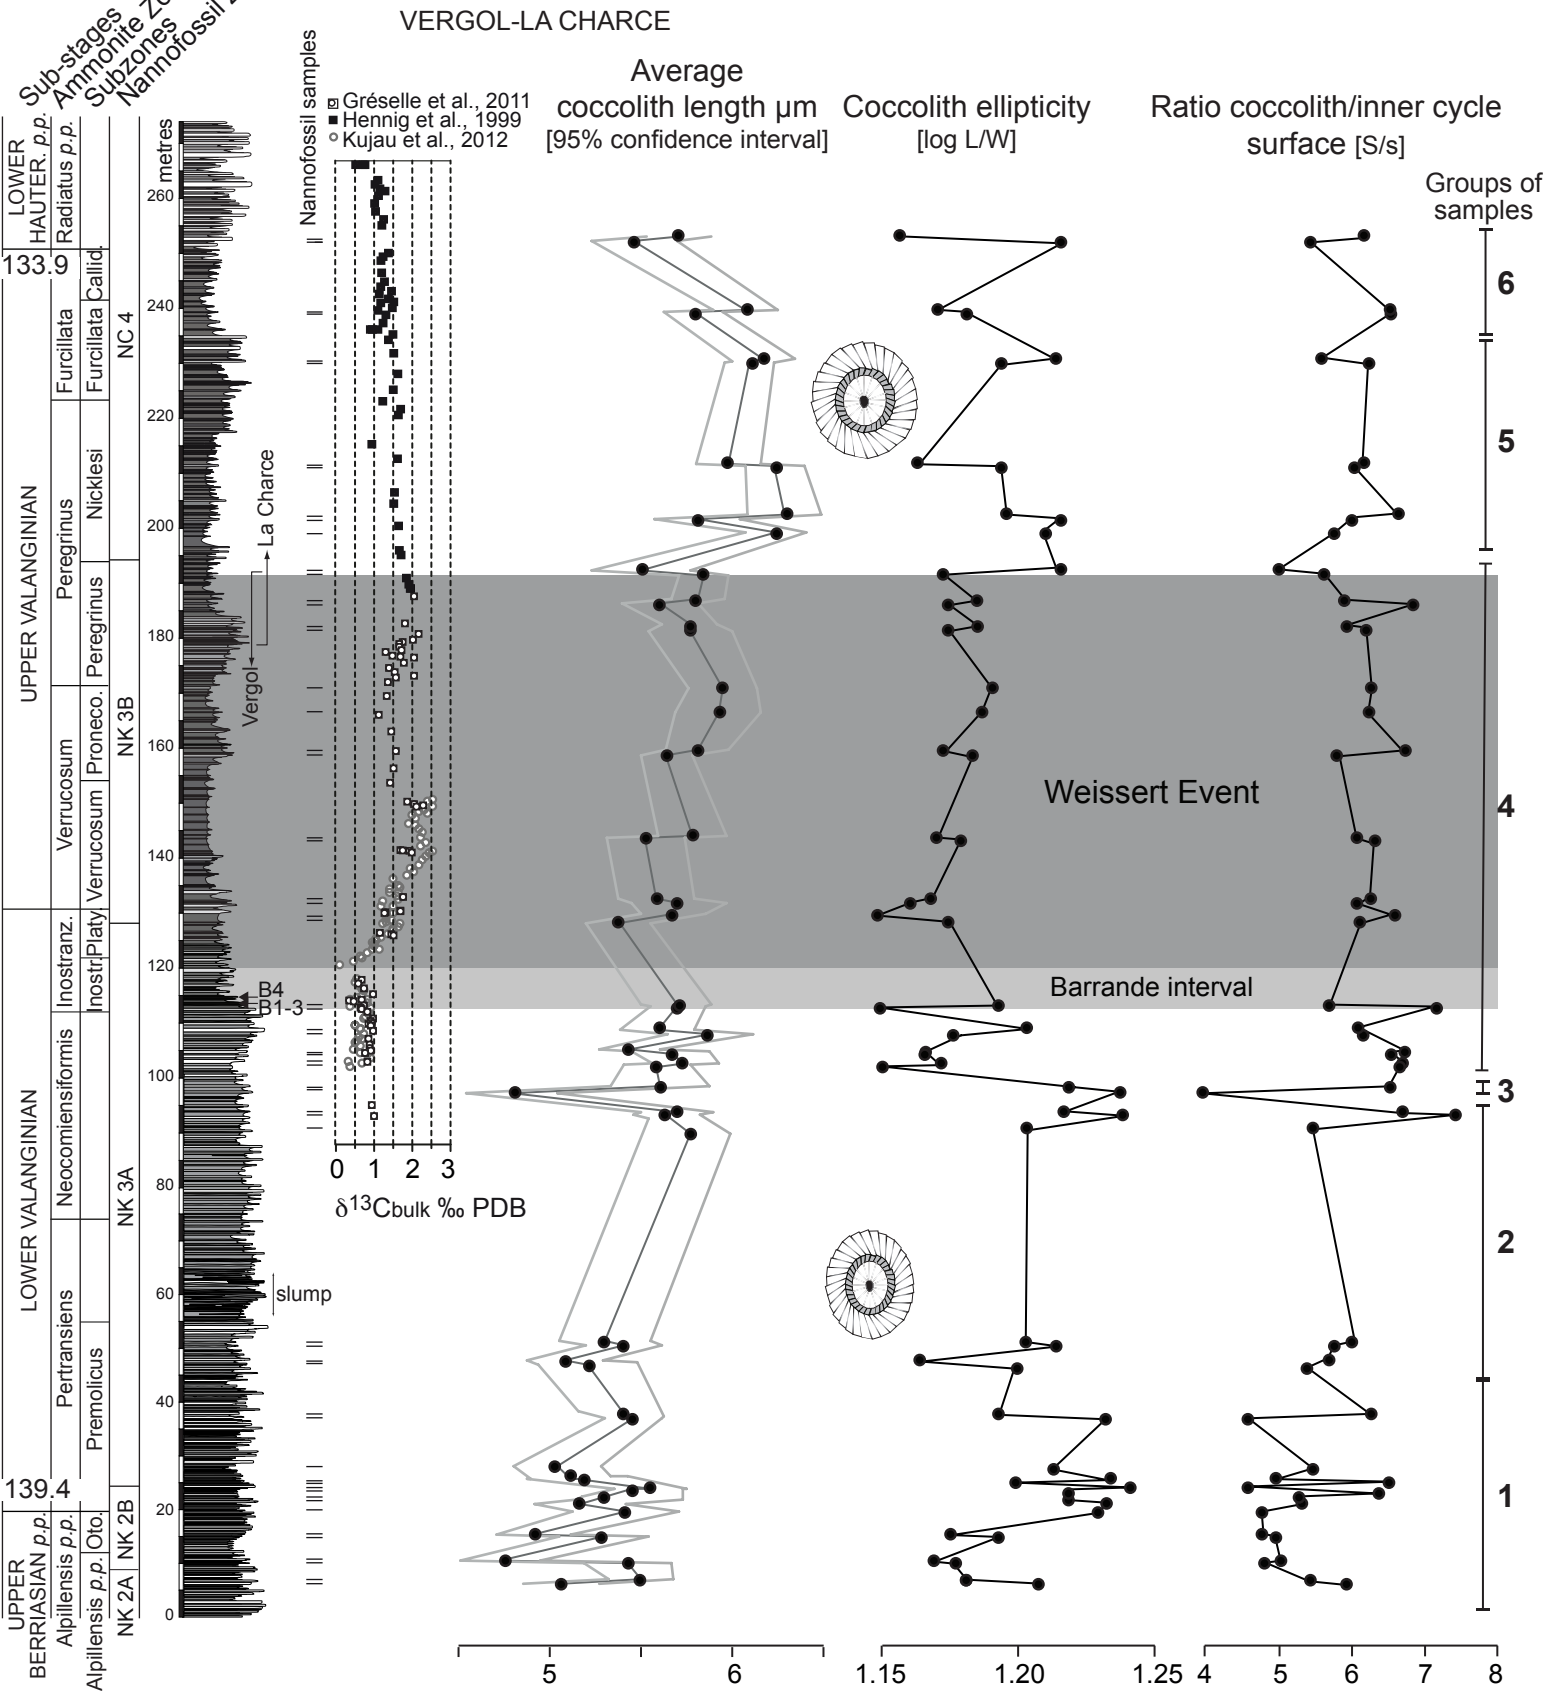 VERGOL-LA CHARCE
Sub-stages
Ammonite
Subzones
Nannofossil
Nannofossil samples
Gréselle et al., 2011
Hennig et al., 1999
Kujau et al., 2012
Average
coccolith length µm
[95% confidence interval]
Coccolith ellipticity
[log L/W]
Ratio coccolith/inner cycle
surface [S/s]
Groups of
samples
LOWER
HAUTER. p.p.
Radiatus p.p.
133.9
UPPER VALANGINIAN
Furcillata
Peregrinus
Verrucosum
Callid.
Furcillata
Nicklesi
Peregrinus
Proneco.
Verrucosum
NC 4
NK 3B
LOWER VALANGINIAN
Inostranz.
Neocomiensiformis
Pertransiens
Platy.
Inostr.
Premolicus
NK 3A
139.4
UPPER
BERRIASIAN p.p.
Alpillensis p.p.
Oto.
Alpilensis p.p.
NK 2B
NK 2A
metres
260
240
220
200
180
160
140
120
100
80
60
40
20
0
La Charce
Vergol
B4
B1-3
slump
0 1 2 3
δ13Cbulk ‰ PDB
Weissert Event
Barrande interval
6
5
4
3
2
1
5 6
1.15 1.20 1.25
4 5 6 7 8